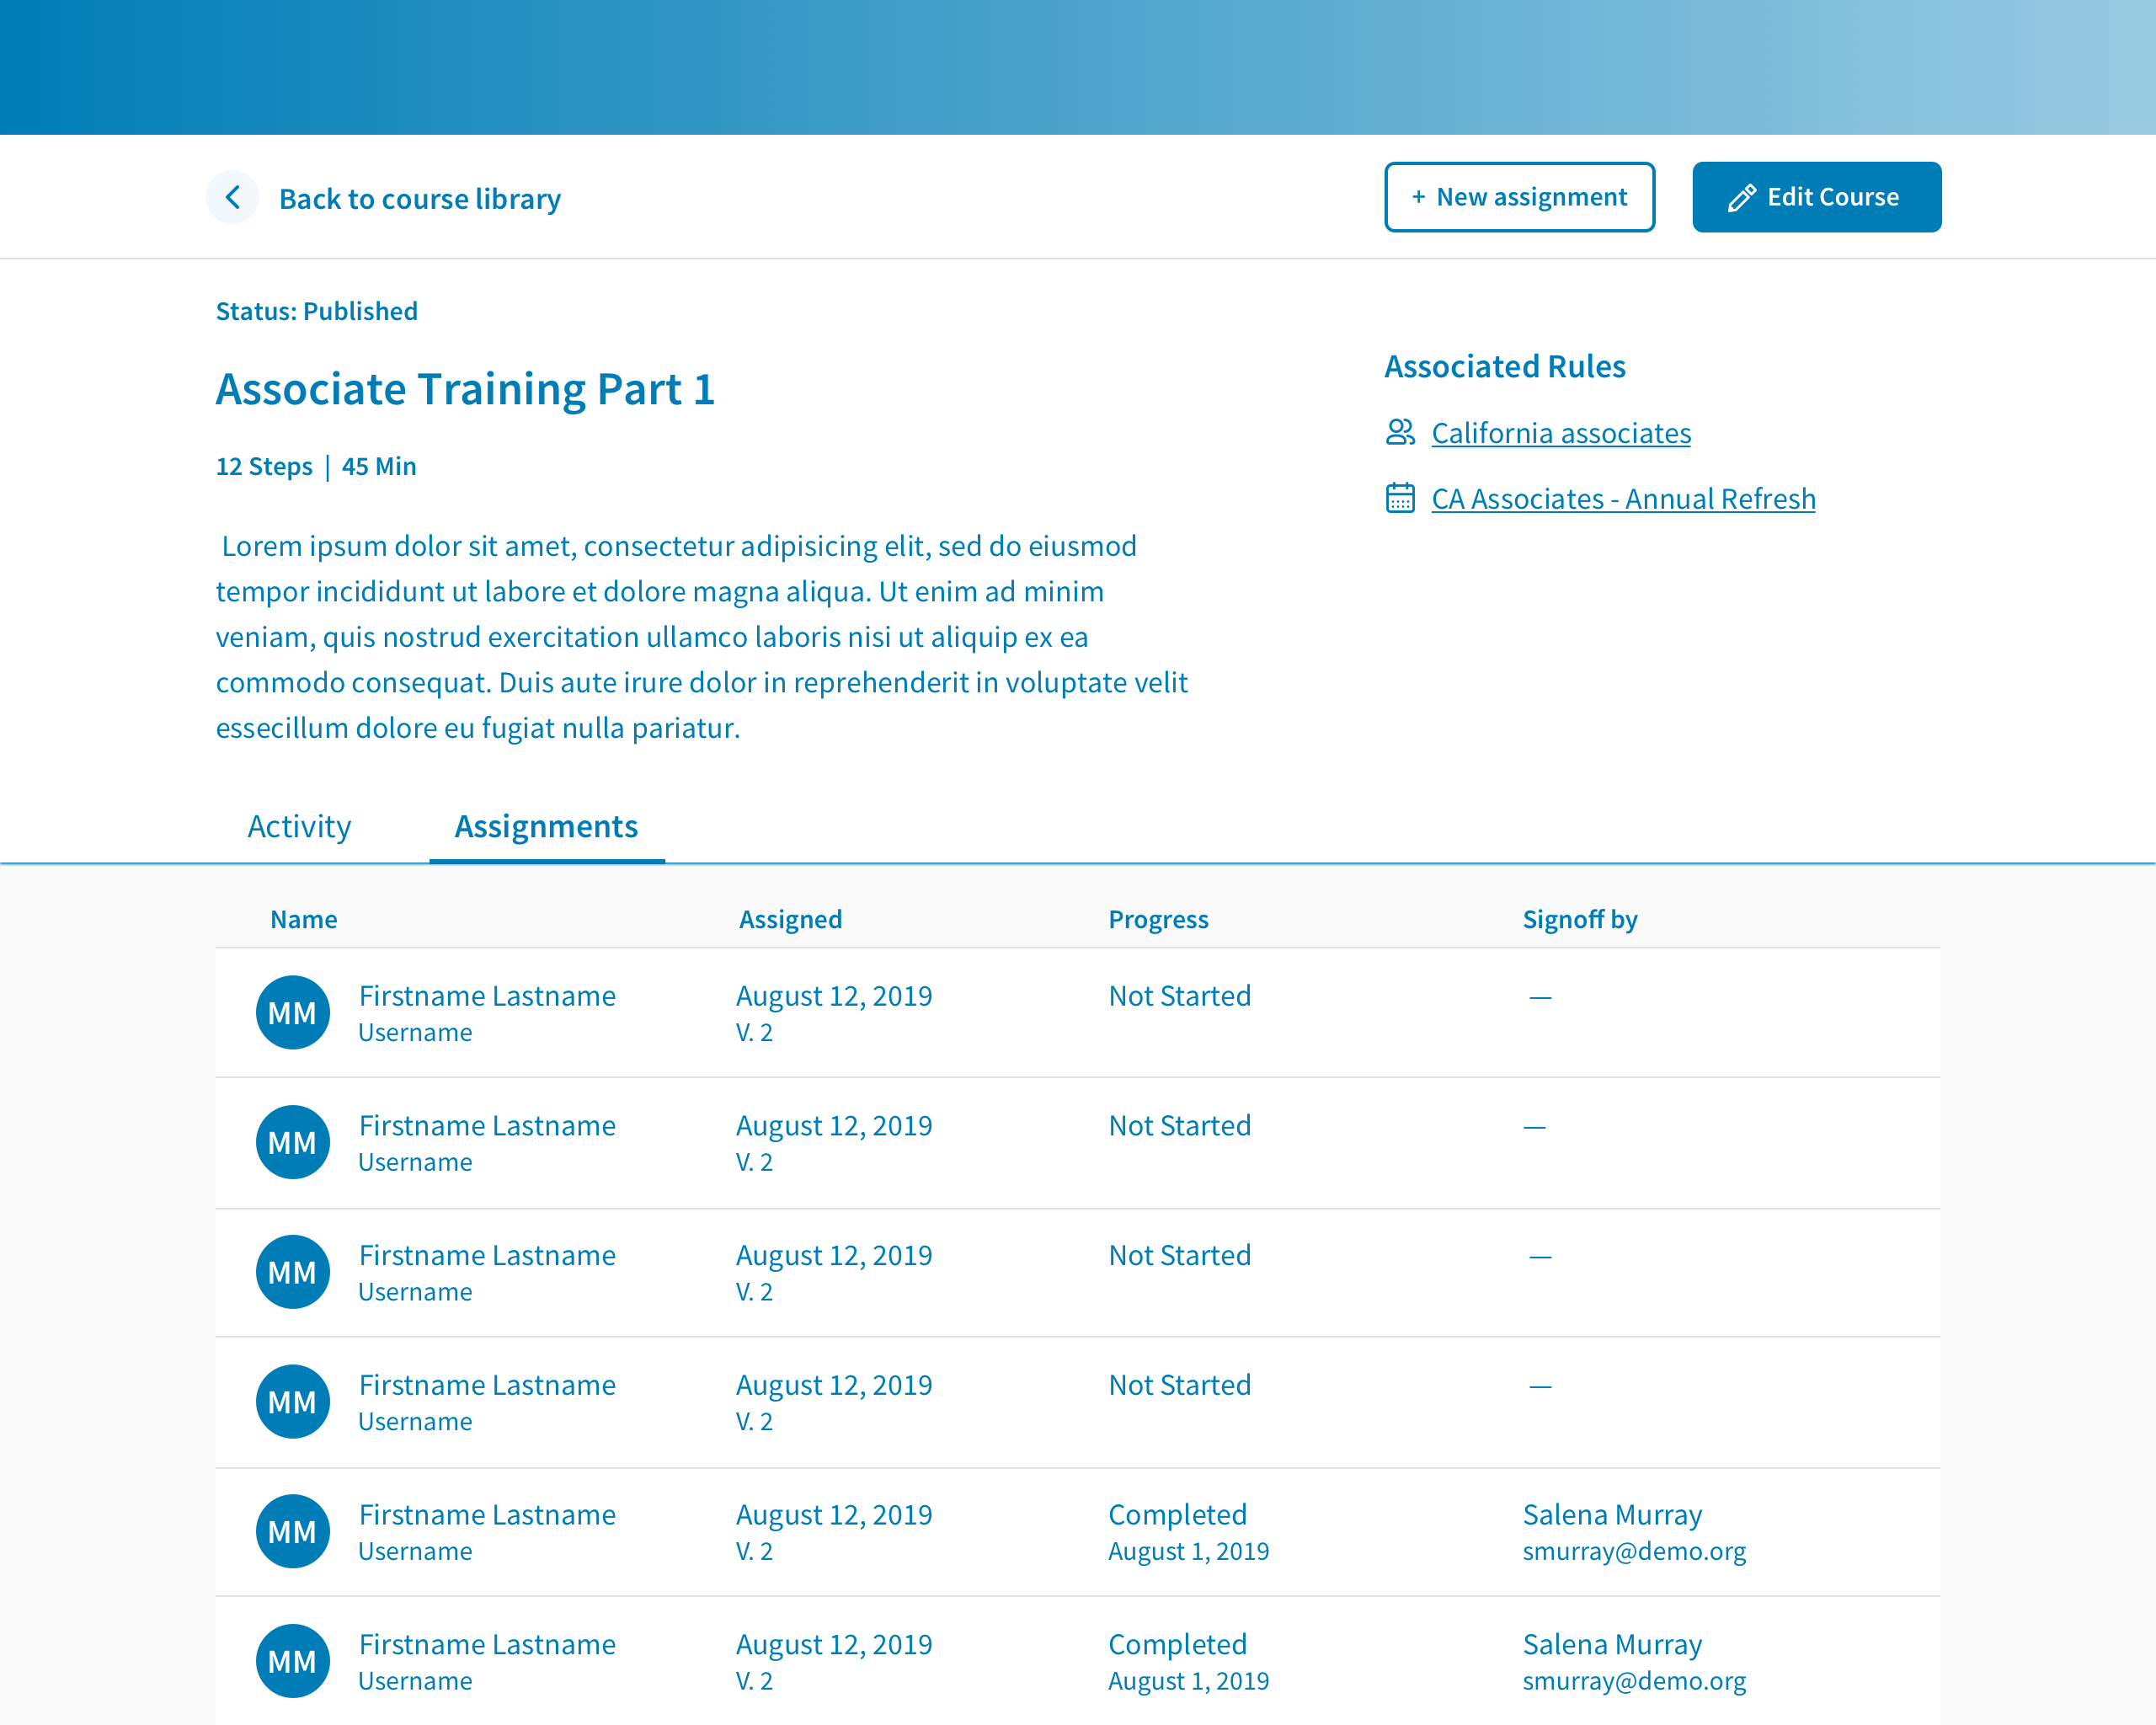 Back to course library
+ New assignment
Edit Course
Status: Published
Associate Training Part 1
12 Steps | 45 Min
Lorem ipsum dolor sit amet, consectetur adipisicing elit, sed do eiusmod
tempor incididunt ut labore et dolore magna aliqua. Ut enim ad minim
veniam, quis nostrud exercitation ullamco laboris nisi ut aliquip ex ea
commodo consequat. Duis aute irure dolor in reprehenderit in voluptate velit
essecillum dolore eu fugiat nulla pariatur.
Associated Rules
California associates
CA Associates - Annual Refresh
Activity Assignments
Name Assigned Progress Signoff by
MM Firstname Lastname August 12, 2019 Not Started —
Username V. 2
MM Firstname Lastname August 12, 2019 Not Started —
Username V. 2
MM Firstname Lastname August 12, 2019 Not Started —
Username V. 2
MM Firstname Lastname August 12, 2019 Not Started —
Username V. 2
MM Firstname Lastname August 12, 2019 Completed Salena Murray
Username V. 2 August 1, 2019 smurray@demo.org
MM Firstname Lastname August 12, 2019 Completed Salena Murray
Username V. 2 August 1, 2019 smurray@demo.org